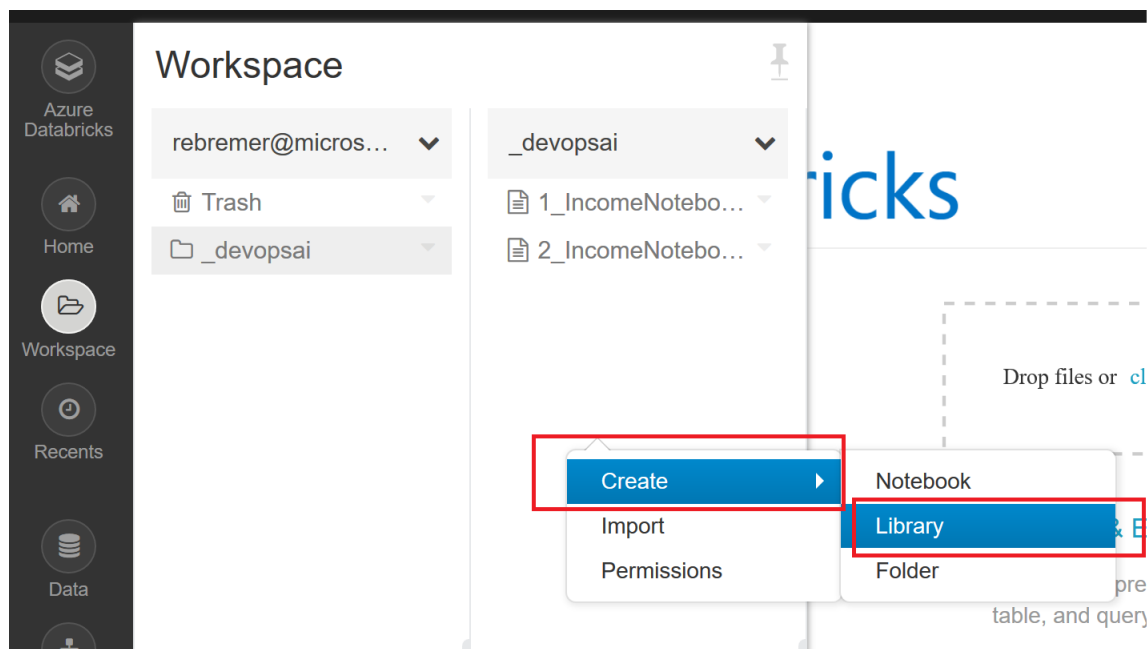 Azure
Databricks
Home
Workspace
Recents
Data
Workspace
rebremer@micros...
Trash
_devopsai
_devopsai
1_IncomeNotebo...
2_IncomeNotebo...
ricks
Drop files or cl
Create
Import
Permissions
Notebook
Library
Folder
& E
pre
table, and query